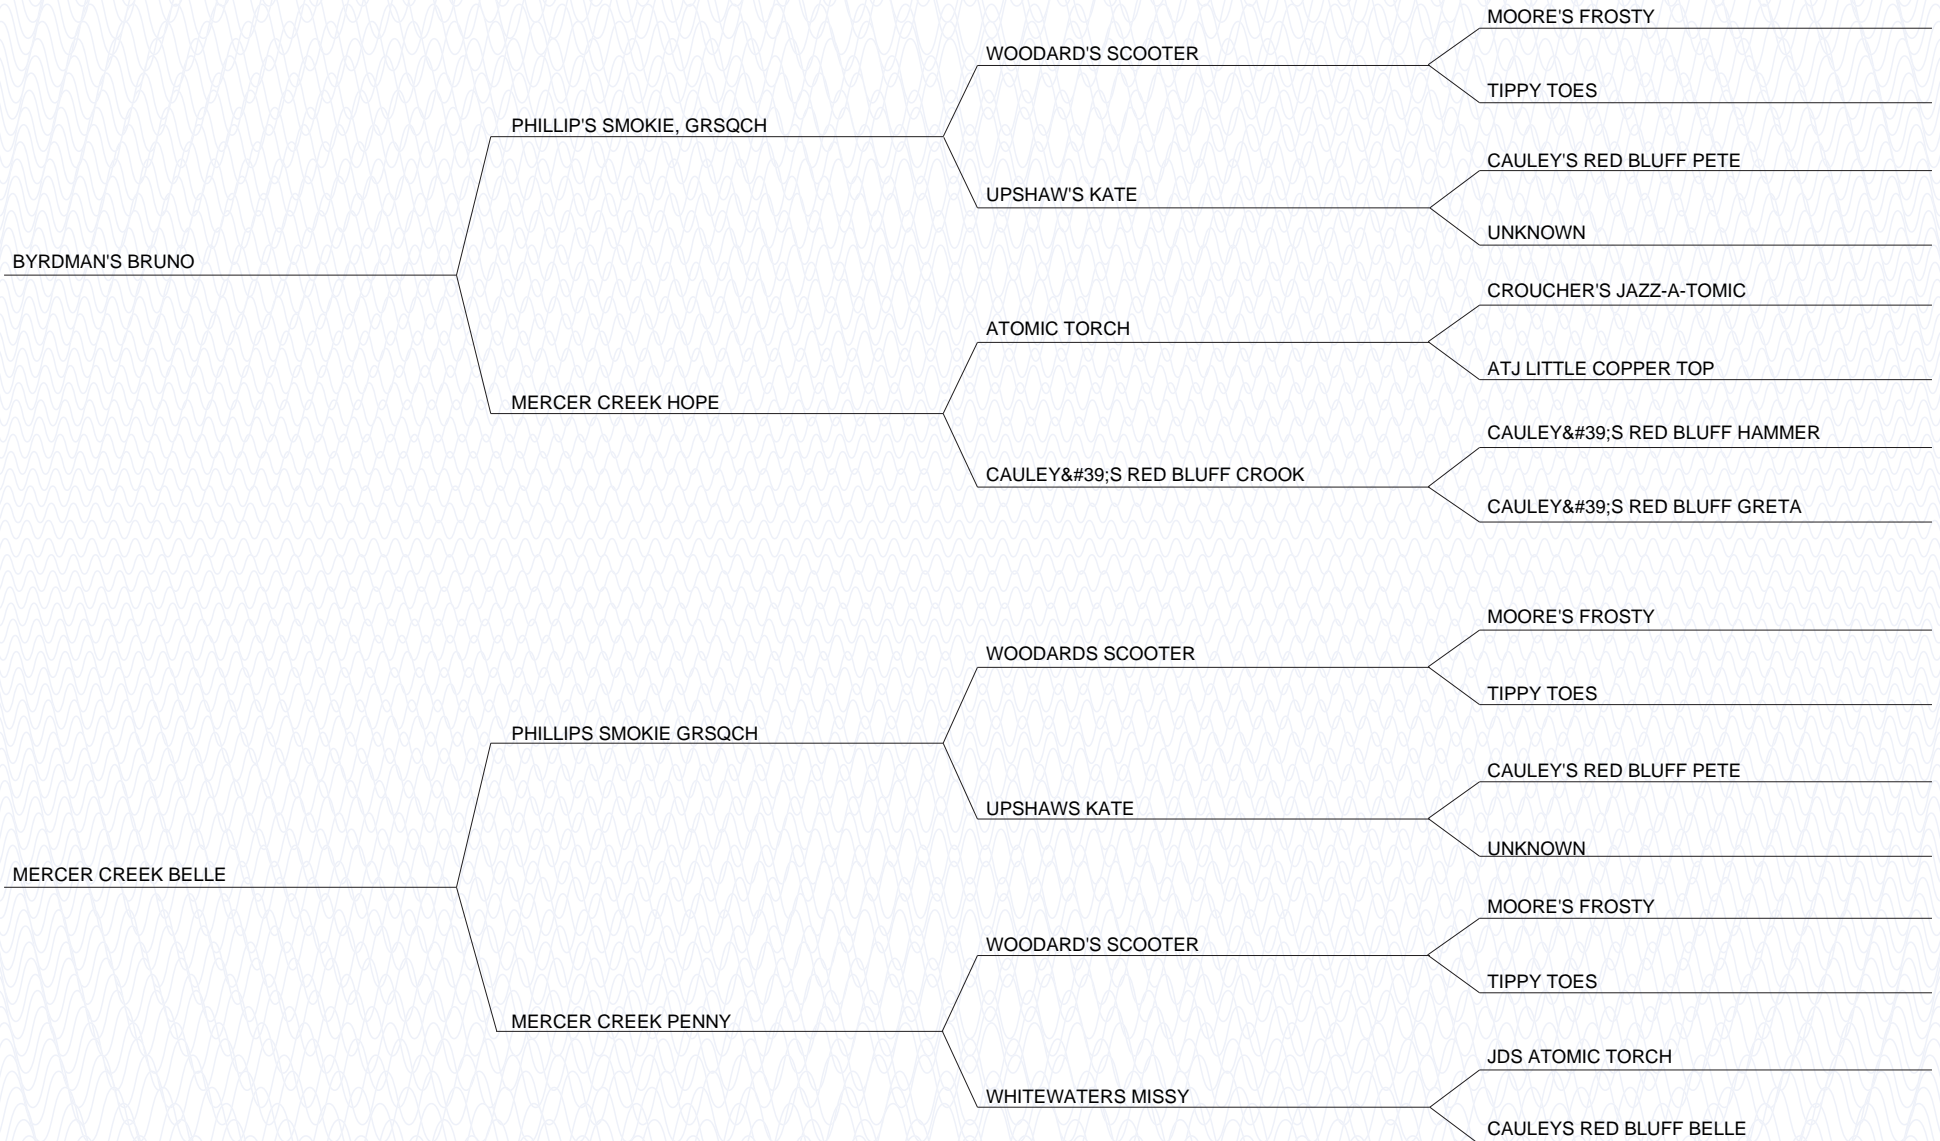 MOORE'S FROSTY
WOODARD'S SCOOTER
TIPPY TOES
PHILLIP'S SMOKIE, GRSQCH
CAULEY'S RED BLUFF PETE
UPSHAW'S KATE
UNKNOWN
BYRDMAN'S BRUNO
CROUCHER'S JAZZ-A-TOMIC
ATOMIC TORCH
ATJ LITTLE COPPER TOP
MERCER CREEK HOPE
CAULEY&#39;S RED BLUFF HAMMER
CAULEY&#39;S RED BLUFF CROOK
CAULEY&#39;S RED BLUFF GRETA
MOORE'S FROSTY
WOODARDS SCOOTER
TIPPY TOES
PHILLIPS SMOKIE GRSQCH
CAULEY'S RED BLUFF PETE
UPSHAWS KATE
UNKNOWN
MERCER CREEK BELLE
MOORE'S FROSTY
WOODARD'S SCOOTER
TIPPY TOES
MERCER CREEK PENNY
JDS ATOMIC TORCH
WHITEWATERS MISSY
CAULEYS RED BLUFF BELLE